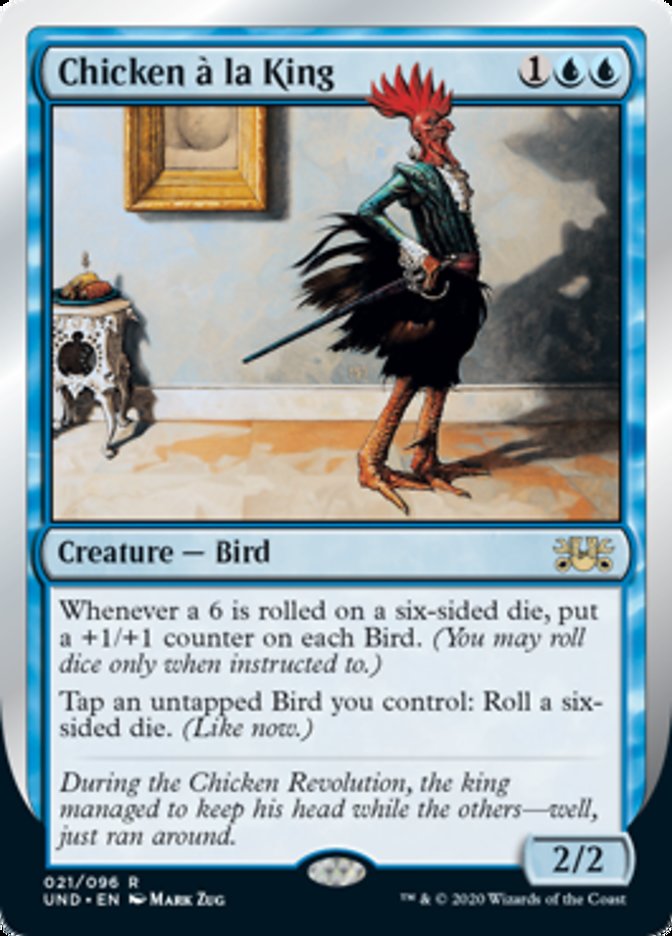 Chicken à la King 1
Creature — Bird
Whenever a 6 is rolled on a six-sided die, put
a +1/+1 counter on each Bird. (You may roll
dice only when instructed to.)
Tap an untapped Bird you control: Roll a six-
sided die. (Like now.)
During the Chicken Revolution, the king
managed to keep his head while the others—well,
just ran around.
2/2
021/096 R
UND • EN Mark Zug
™ & © 2020 Wizards of the Coast